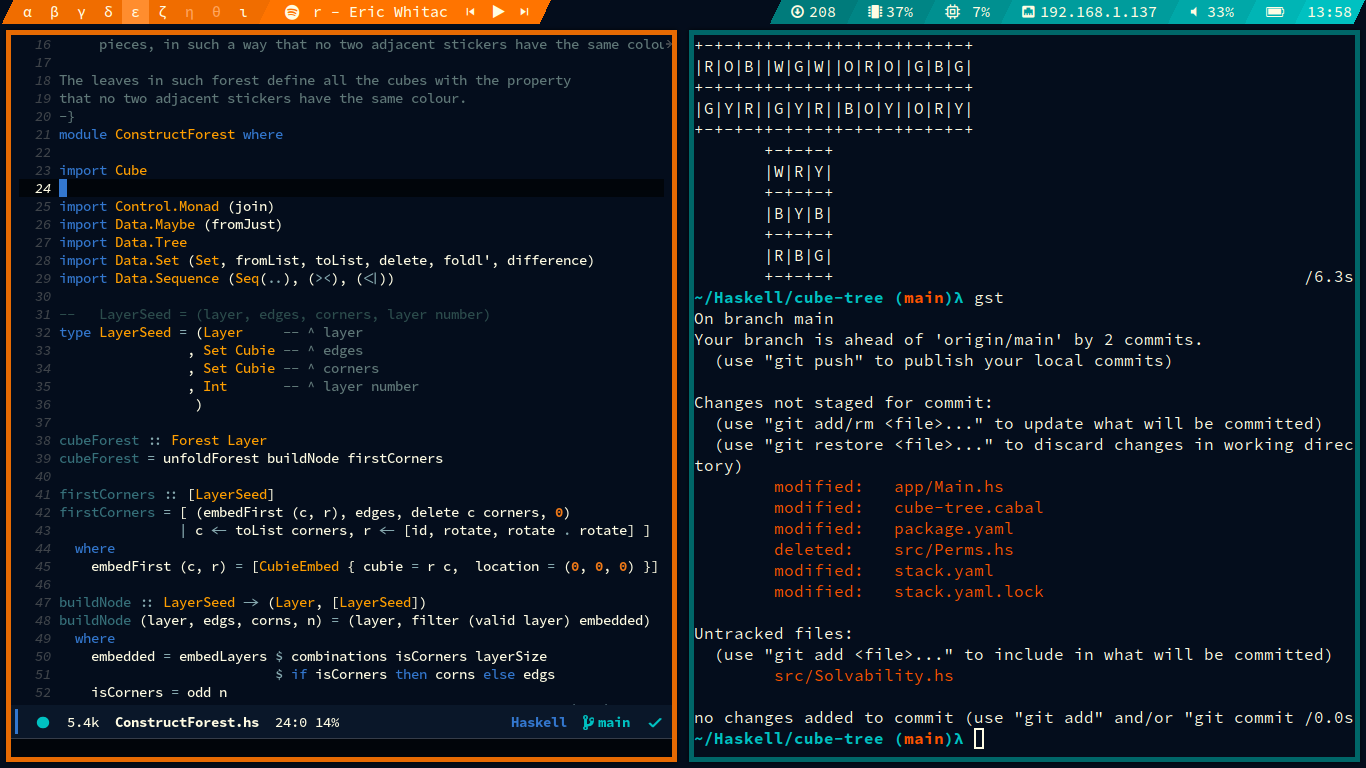 α β γ δ ε ζ η θ ι r – Eric Whitac 208 37% 7% 192.168.1.137 33% 13:58
16 pieces, in such a way that no two adjacent stickers have the same colu
17
18 The leaves in such forest define all the cubes with the property
19 that no two adjacent stickers have the same colour.
20 -}
21 module ConstructForest where
22
23 import Cube
24
25 import Control.Monad (join)
26 import Data.Maybe (fromJust)
27 import Data.Tree
28 import Data.Set (Set, fromList, toList, delete, foldl', difference)
29 import Data.Sequence (Seq(..), (><), (<|))
30
31 -- LayerSeed = (layer, edges, corners, layer number)
32 type LayerSeed = (Layer -- ^ layer
33 , Set Cubie -- ^ edges
34 , Set Cubie -- ^ corners
35 , Int -- ^ layer number
36 )
37
38 cubeForest :: Forest Layer
39 cubeForest = unfoldForest buildNode firstCorners
40
41 firstCorners :: [LayerSeed]
42 firstCorners = [ (embedFirst (c, r), edges, delete c corners, 0)
43 | c <- toList corners, r <- [id, rotate, rotate . rotate] ]
44 where
45 embedFirst (c, r) = [CubieEmbed { cubie = r c, location = (0, 0, 0) }]
46
47 buildNode :: LayerSeed -> (Layer, [LayerSeed])
48 buildNode (layer, edgs, corns, n) = (layer, filter (valid layer) embedded)
49 where
50 embedded = embedLayers $ combinations isCorners layerSize
51 $ if isCorners then corns else edgs
52 isCorners = odd n
5.4k ConstructForest.hs 24:0 14% Haskell main
+-+-+-++-+-+-++-+-+-++-+-+-+
|R|O|B||W|G|W||O|R|O||G|B|G|
+-+-+-++-+-+-++-+-+-++-+-+-+
|G|Y|R||G|Y|R||B|O|Y||O|R|Y|
+-+-+-++-+-+-++-+-+-++-+-+-+
+-+-+-+
|W|R|Y|
+-+-+-+
|B|Y|B|
+-+-+-+
|R|B|G|
+-+-+-+ /6.3s
~/Haskell/cube-tree (main)λ gst
On branch main
Your branch is ahead of 'origin/main' by 2 commits.
(use "git push" to publish your local commits)

Changes not staged for commit:
(use "git add/rm <file>..." to update what will be committed)
(use "git restore <file>..." to discard changes in working direc
tory)
modified: app/Main.hs
modified: cube-tree.cabal
modified: package.yaml
deleted: src/Perms.hs
modified: stack.yaml
modified: stack.yaml.lock

Untracked files:
(use "git add <file>..." to include in what will be committed)
src/Solvability.hs

no changes added to commit (use "git add" and/or "git commit /0.0s
~/Haskell/cube-tree (main)λ